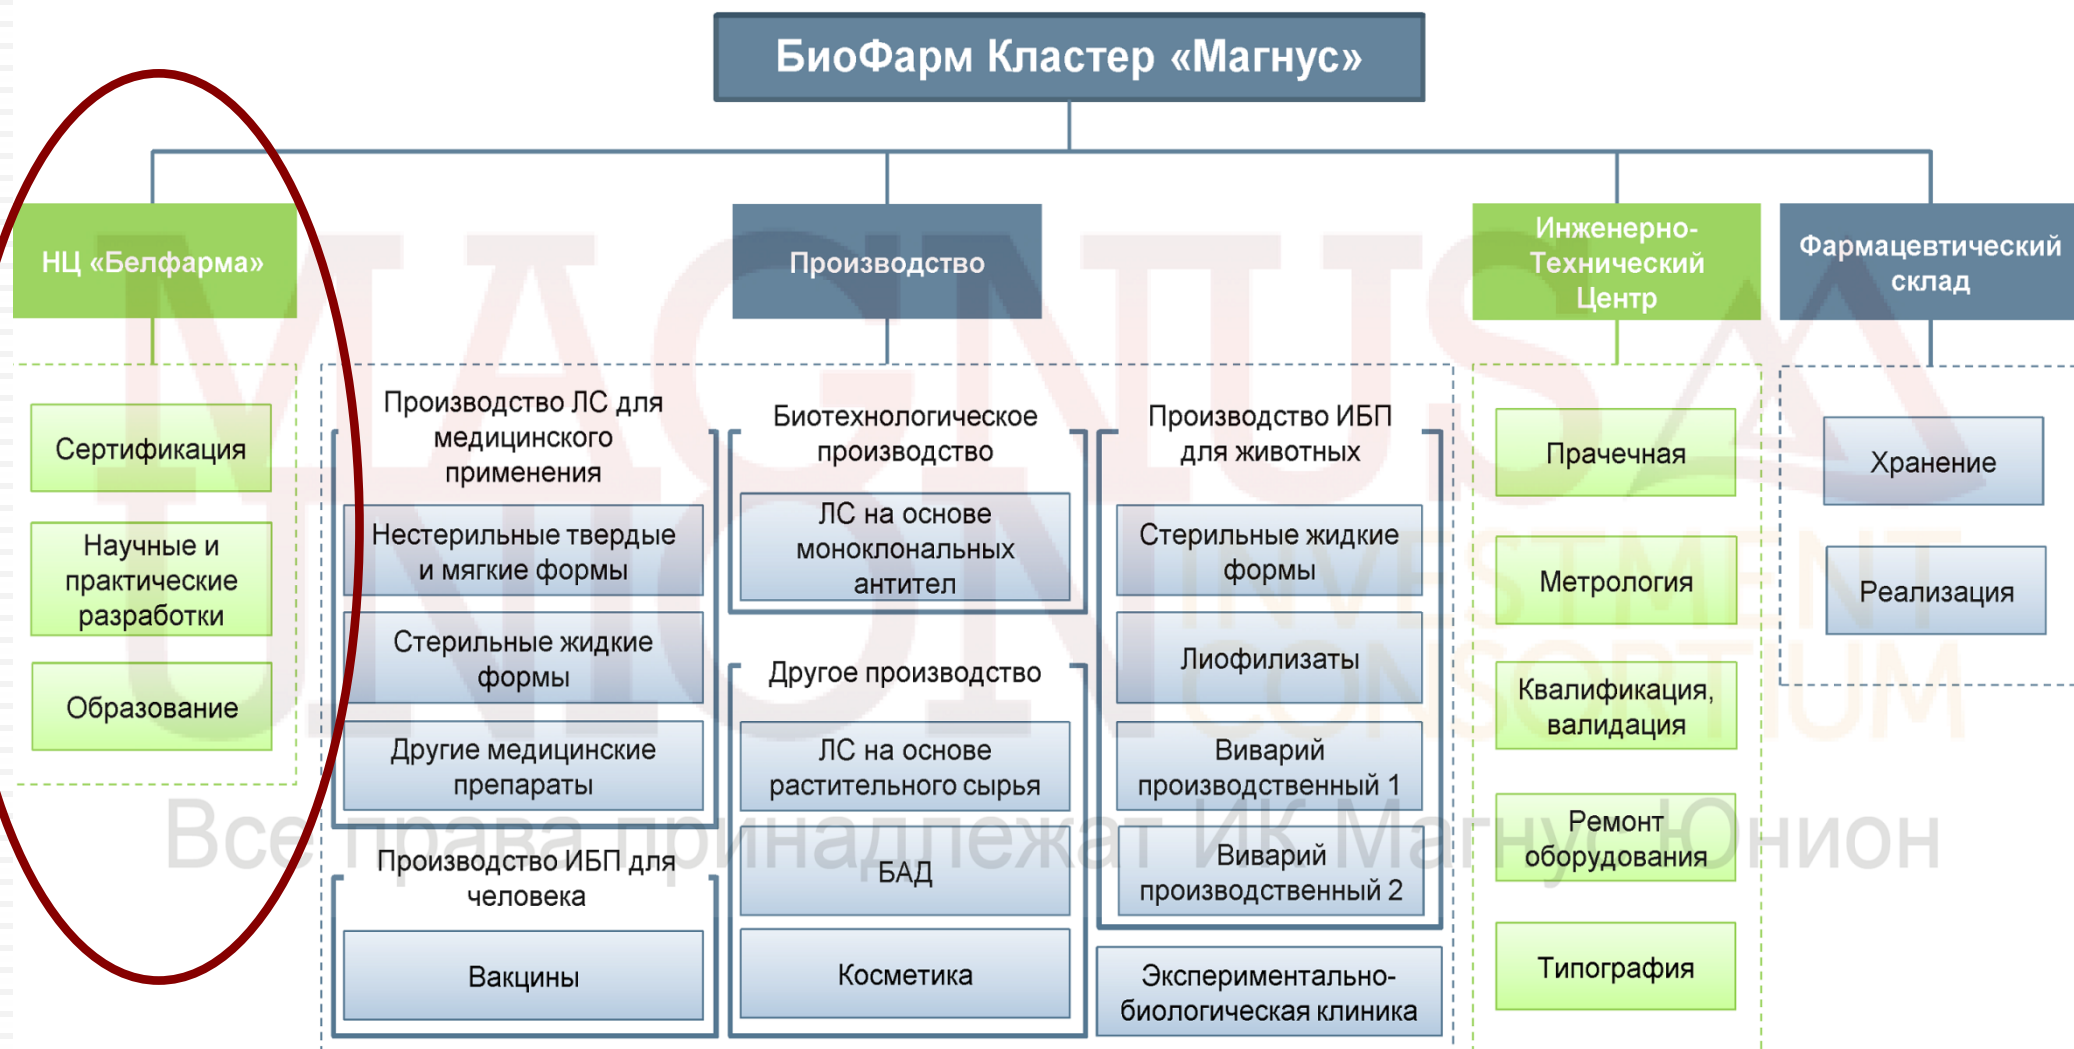 БиоФарм Кластер «Магнус»
НЦ «Белфарма»
Сертификация
Научные и
практические
разработки
Образование
Производство
Производство ЛС для
медицинского
применения
Нестерильные твердые
и мягкие формы
Стерильные жидкие
формы
Другие медицинские
препараты
Производство ИБП для
человека
Вакцины
Биотехнологическое
производство
ЛС на основе
моноклональных
антител
Другое производство
ЛС на основе
растительного сырья
БАД
Косметика
Производство ИБП
для животных
Стерильные жидкие
формы
Лиофилизаты
Виварий
производственный 1
Виварий
производственный 2
Экспериментально-
биологическая клиника
Инженерно-
Технический
Центр
Прачечная
Метрология
Квалификация,
валидация
Ремонт
оборудования
Типография
Фармацевтический
склад
Хранение
Реализация
MAGNUS
UNION
INVESTMENT
CONSORTIUM
Все права принадлежат ИК Магнус Юнион